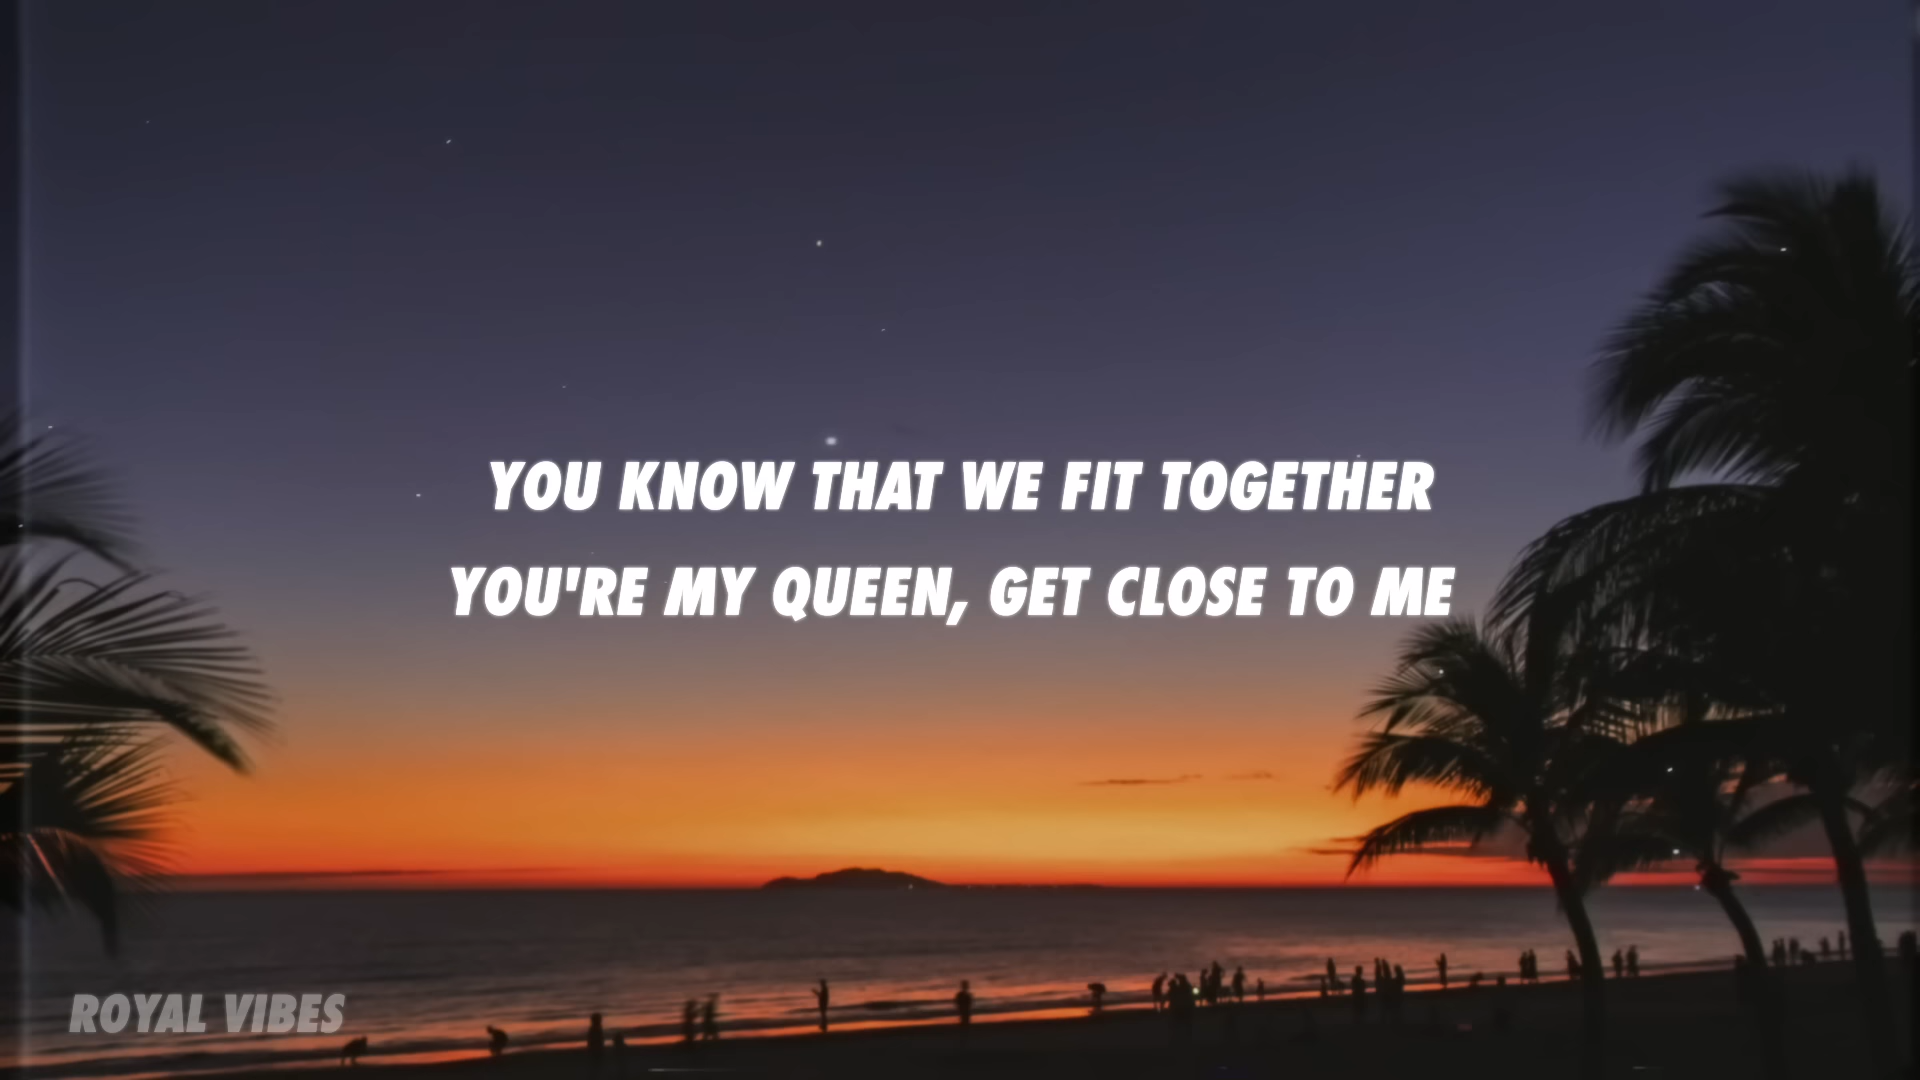 YOU KNOW THAT WE FIT TOGETHER
YOU'RE MY QUEEN, GET CLOSE TO ME
ROYAL VIBES